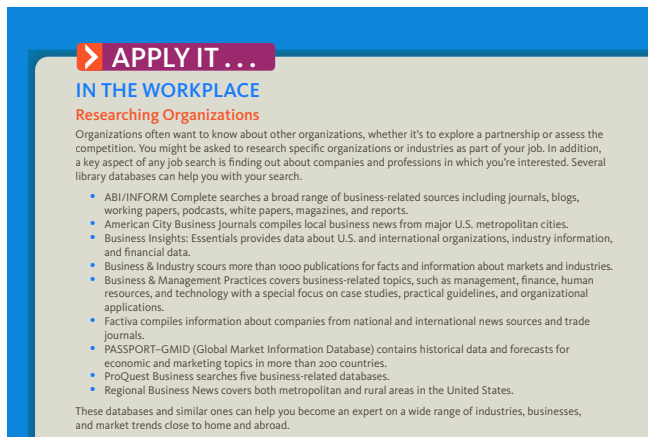 APPLY IT . . .
IN THE WORKPLACE
Researching Organizations
Organizations often want to know about other organizations, whether it's to explore a partnership or assess the
competition. You might be asked to research specific organizations or industries as part of your job. In addition,
a key aspect of any job search is finding out about companies and professions in which you're interested. Several
library databases can help you with your search.
• ABI/INFORM Complete searches a broad range of business-related sources including journals, blogs,
working papers, podcasts, white papers, magazines, and reports.
• American City Business Journals compiles local business news from major U.S. metropolitan cities.
• Business Insights: Essentials provides data about U.S. and international organizations, industry information,
and financial data.
• Business & Industry scours more than 1000 publications for facts and information about markets and industries.
• Business & Management Practices covers business-related topics, such as management, finance, human
resources, and technology with a special focus on case studies, practical guidelines, and organizational
applications.
• Factiva compiles information about companies from national and international news sources and trade
journals.
• PASSPORT–GMID (Global Market Information Database) contains historical data and forecasts for
economic and marketing topics in more than 200 countries.
• ProQuest Business searches five business-related databases.
• Regional Business News covers both metropolitan and rural areas in the United States.
These databases and similar ones can help you become an expert on a wide range of industries, businesses,
and market trends close to home and abroad.